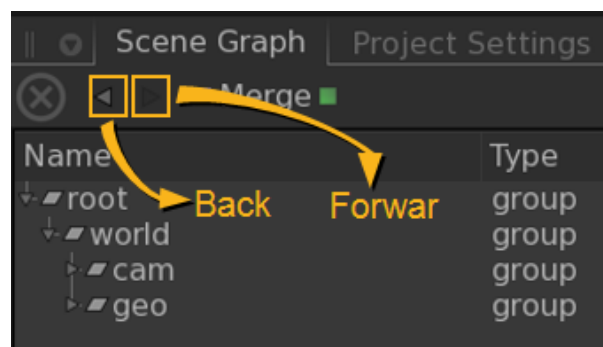 Scene Graph Project Settings
Merge
Name Type
root group
Back Forwar
world group
cam group
geo group